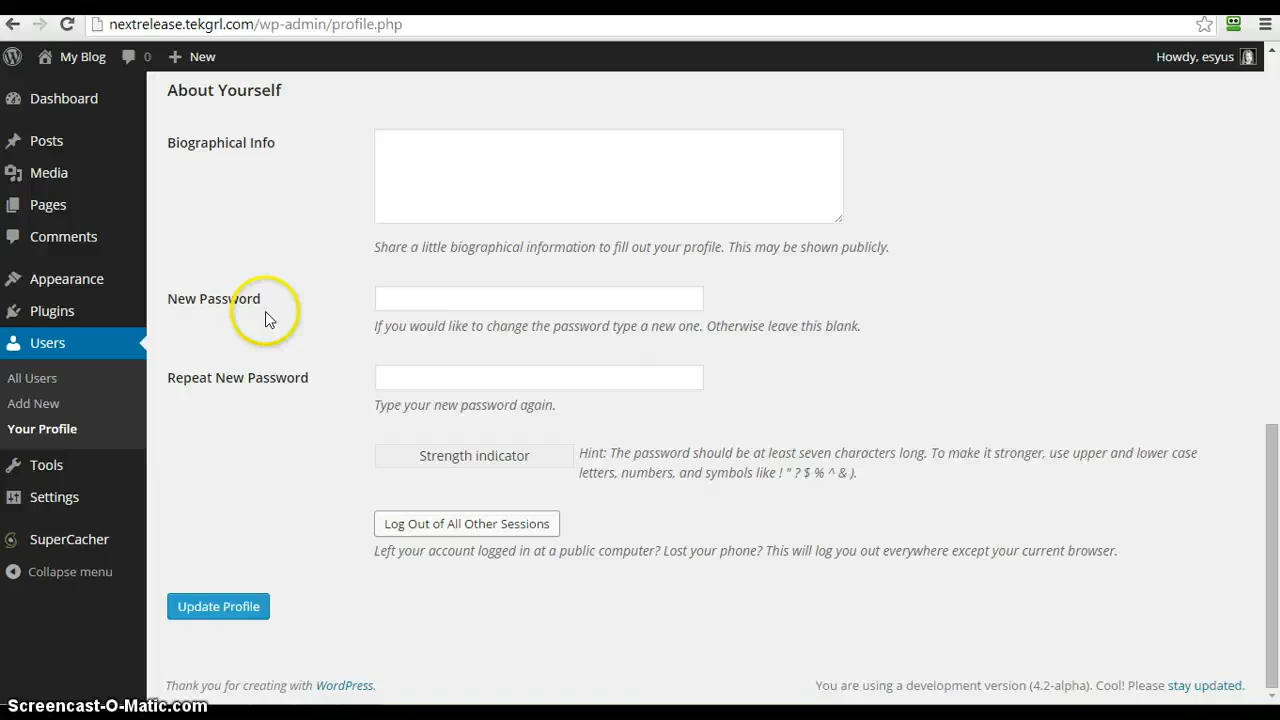 nextrelease.tekgrl.com/wp-admin/profile.php
My Blog 0 New Howdy, esyus
Dashboard
Posts
Media
Pages
Comments
Appearance
Plugins
Users
All Users
Add New
Your Profile
Tools
Settings
SuperCacher
Collapse menu
About Yourself
Biographical Info
Share a little biographical information to fill out your profile. This may be shown publicly.
New Password
If you would like to change the password type a new one. Otherwise leave this blank.
Repeat New Password
Type your new password again.
Strength indicator
Hint: The password should be at least seven characters long. To make it stronger, use upper and lower case
letters, numbers, and symbols like ! " ? $ % ^ & ).
Log Out of All Other Sessions
Left your account logged in at a public computer? Lost your phone? This will log you out everywhere except your current browser.
Update Profile
Thank you for creating with WordPress.
You are using a development version (4.2-alpha). Cool! Please stay updated.
Screencast-O-Matic.com